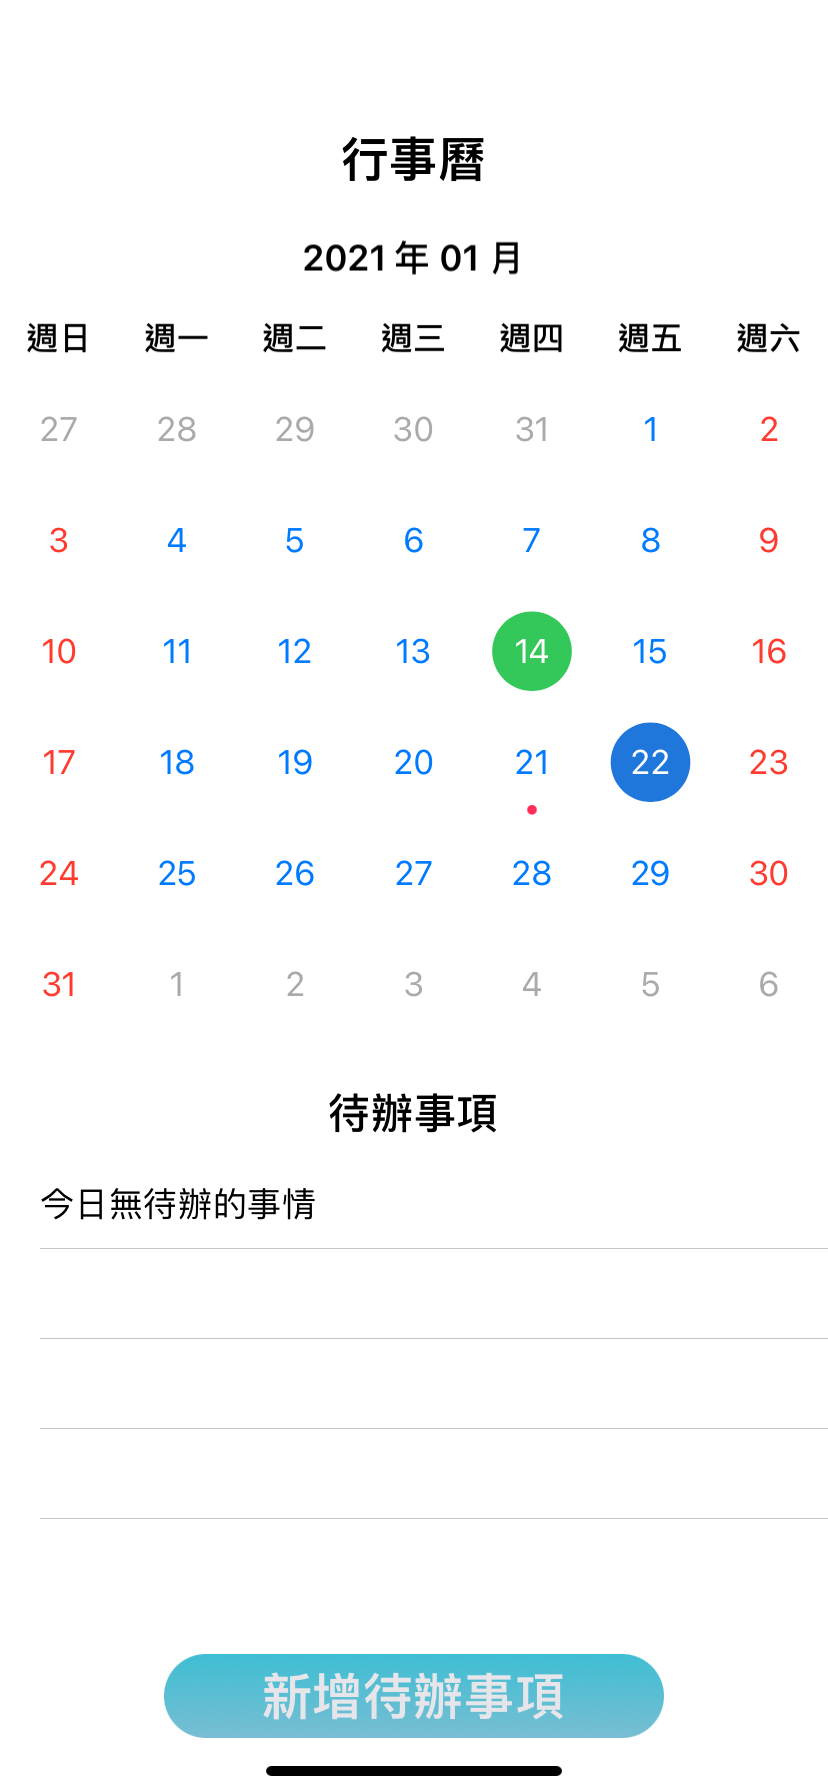 行事曆
2021 年 01 月
週日 週一 週二 週三 週四 週五 週六
27 28 29 30 31 1 2
3 4 5 6 7 8 9
10 11 12 13 14 15 16
17 18 19 20 21 22 23
24 25 26 27 28 29 30
31 1 2 3 4 5 6
待辦事項
今日無待辦的事情
新增待辦事項